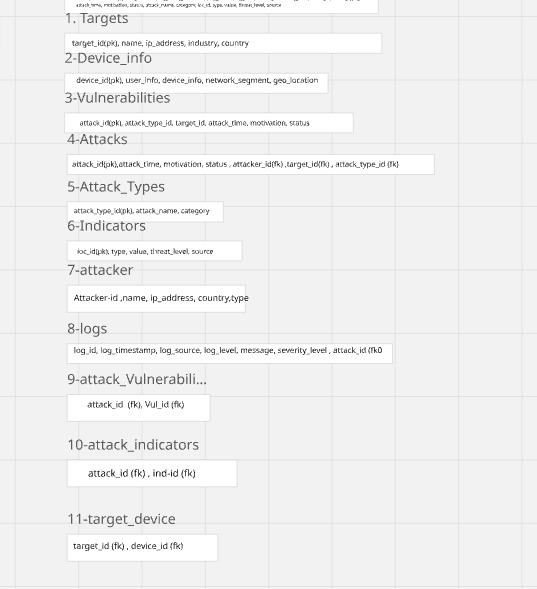 attack_time, motivation, status, attack_name, category, ioc_id, type, value, threat_level, source
1. Targets
target_id(pk), name, ip_address, industry, country
2-Device_info
device_id(pk), user_info, device_info, network_segment, geo_location
3-Vulnerabilities
attack_id(pk), attack_type_id, target_id, attack_time, motivation, status
4-Attacks
attack_id(pk),attack_time, motivation, status , attacker_id(fk) ,target_id(fk) , attack_type_id (fk)
5-Attack_Types
attack_type_id(pk), attack_name, category
6-Indicators
ioc_id(pk), type, value, threat_level, source
7-attacker
Attacker-id ,name, ip_address, country,type
8-logs
log_id, log_timestamp, log_source, log_level, message, severity_level , attack_id (fk0
9-attack_Vulnerabili...
attack_id  (fk), Vul_id (fk)
10-attack_indicators
attack_id (fk) , ind-id (fk)
11-target_device
target_id (fk) , device_id (fk)